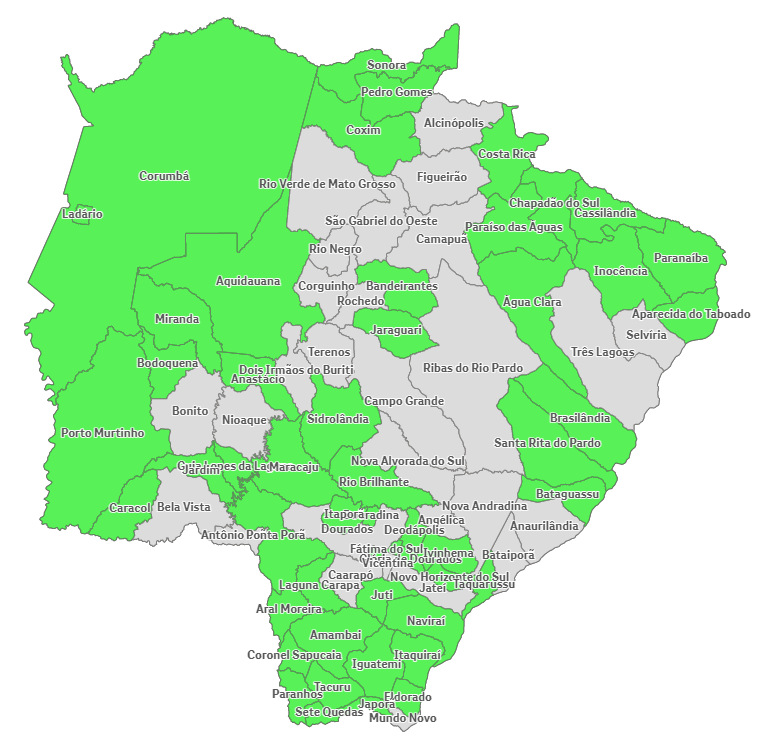 Sonora
Pedro Gomes
Alcinópolis
Coxim
Costa Rica
Corumbá
Figueirão
Rio Verde de Mato Grosso
Chapadão do Sul
Cassilândia
Ladário
São Gabriel do Oeste
Paraíso das Águas
Camapuã
Rio Negro
Paranaíba
Inocência
Aquidauana
Corguinho
Bandeirantes
Rochedo
Água Clara
Aparecida do Taboado
Miranda
Jaraguari
Selvíria
Terenos
Três Lagoas
Bodoquena
Dois Irmãos do Buriti
Ribas do Rio Pardo
Anastácio
Campo Grande
Bonito
Nioaque
Sidrolândia
Brasilândia
Porto Murtinho
Santa Rita do Pardo
Nova Alvorada do Sul
Guia Lopes da
Jardim
Maracaju
Rio Brilhante
Bataguassu
Caracol
Bela Vista
Nova Andradina
Itaporã
Angélica
Anaurilândia
Dourados
Deodápolis
Antônio
Ponta Porã
Fátima do Sul
Ivinhema
Bataiporã
Vicentina
Caarapó
Novo Horizonte do Sul
Laguna Carapa
Jateí
Taquarussu
Juti
Aral Moreira
Naviraí
Amambai
Coronel Sapucaia
Itaquiraí
Iguatemi
Tacuru
Paranhos
Eldorado
Japorã
Sete Quedas
Mundo Novo